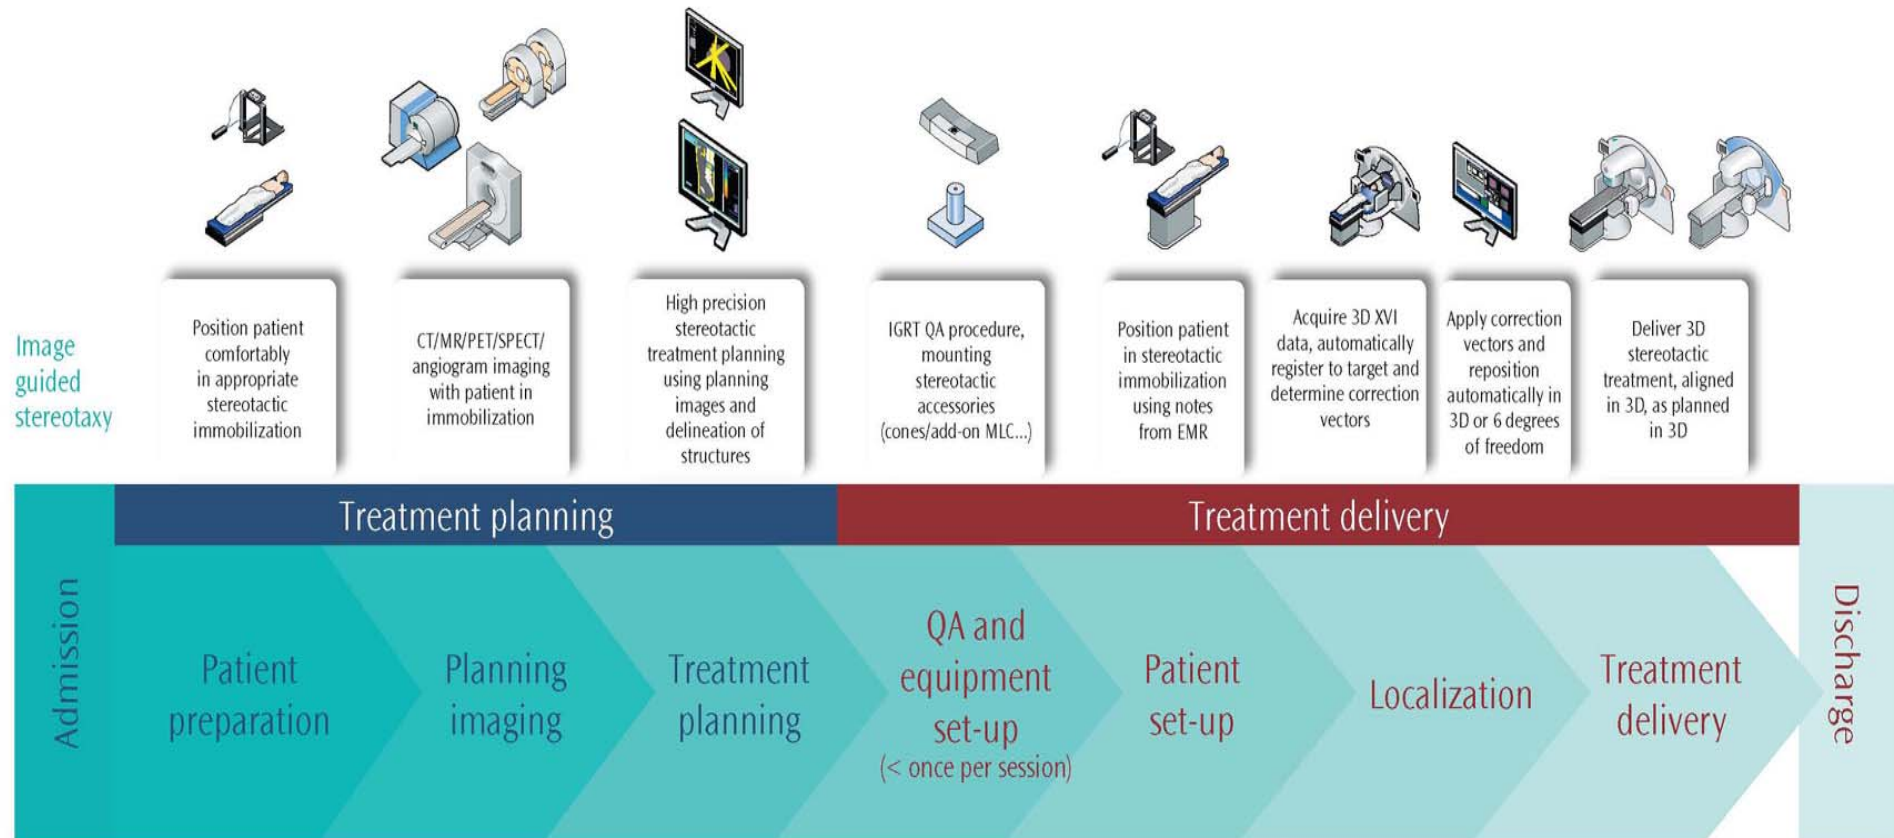 Image
guided
stereotaxy
Position patient
comfortably
in appropriate
stereotactic
immobilization
CT/MR/PET/SPECT/
angiogram imaging
with patient in
immobilization
High precision
stereotactic
treatment planning
using planning
images and
delineation of
structures
IGRT QA procedure,
mounting
stereotactic
accessories
(cones/add-on MLC...)
Position patient
in stereotactic
immobilization
using notes
from EMR
Acquire 3D XVI
data, automatically
register to target and
determine correction
vectors
Apply correction
vectors and
reposition
automatically in
3D or 6 degrees
of freedom
Deliver 3D
stereotactic
treatment, aligned
in 3D, as planned
in 3D
Treatment planning
Treatment delivery
Admission
Patient
preparation
Planning
imaging
Treatment
planning
QA and
equipment
set-up
(< once per session)
Patient
set-up
Localization
Treatment
delivery
Discharge